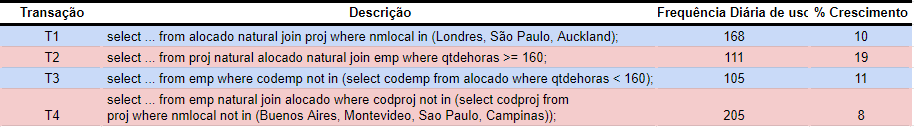 Transação Descrição Frequência Diária de uso % Crescimento
T1 select ... from alocado natural join proj where nmlocal in (Londres, São Paulo, Auckland); 168 10
T2 select ... from proj natural alocado natural join emp where qtdehoras >= 160; 111 19
T3 select ... from emp where codemp not in (select codemp from alocado where qtdehoras < 160); 105 11
select ... from emp natural join alocado where codproj not in (select codproj from
T4 proj where nmlocal not in (Buenos Aires, Montevideo, Sao Paulo, Campinas)); 205 8